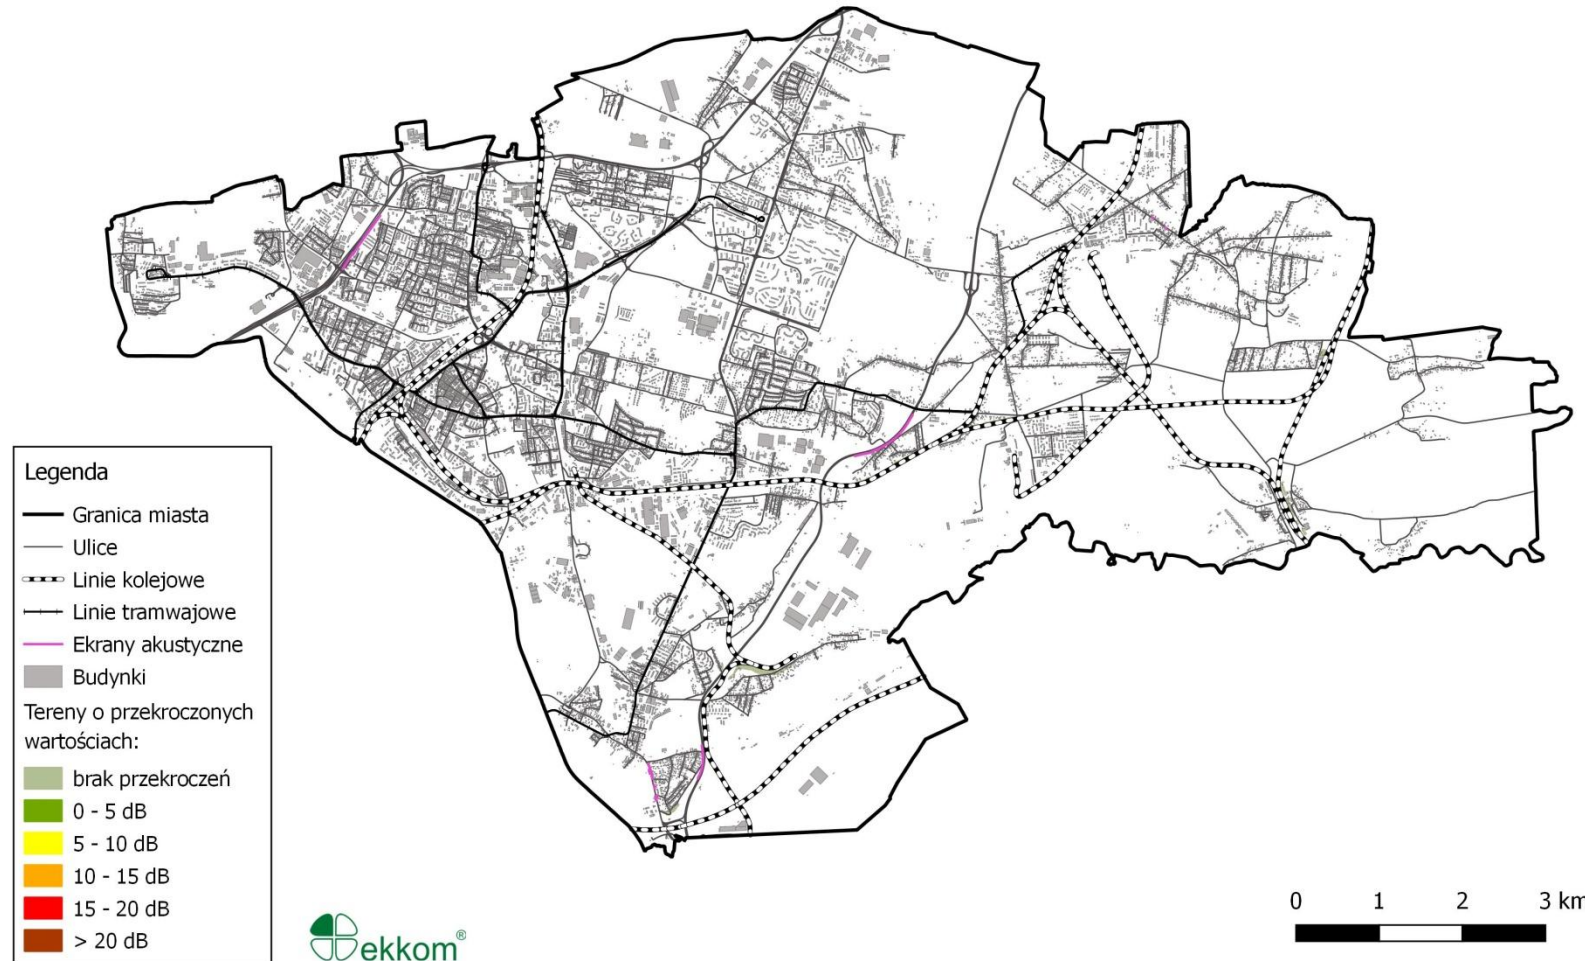 Legenda
Granica miasta
Ulice
Linie kolejowe
Linie tramwajowe
Ekrany akustyczne
Budynki
Tereny o przekroczonych
wartościach:
brak przekroczeń
0 - 5 dB
5 - 10 dB
10 - 15 dB
15 - 20 dB
> 20 dB
ekkom®
0 1 2 3 km